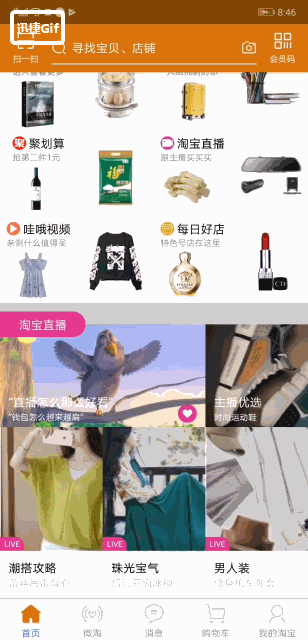 8:46
迅捷Gif
扫一扫
寻找宝贝、店铺
会员码
聚划算
抢第二件1元
淘宝直播
跟主播买买买
哇哦视频
亲测什么值得买
每日好店
特色号店在这里
淘宝直播
“直播怎么那么好看”
“钱包怎么越来越扁”
主播优选
时尚运动鞋
LIVE
LIVE
LIVE
潮搭攻略
珠光宝气
男人装
首页
微淘
消息
购物车
我的淘宝